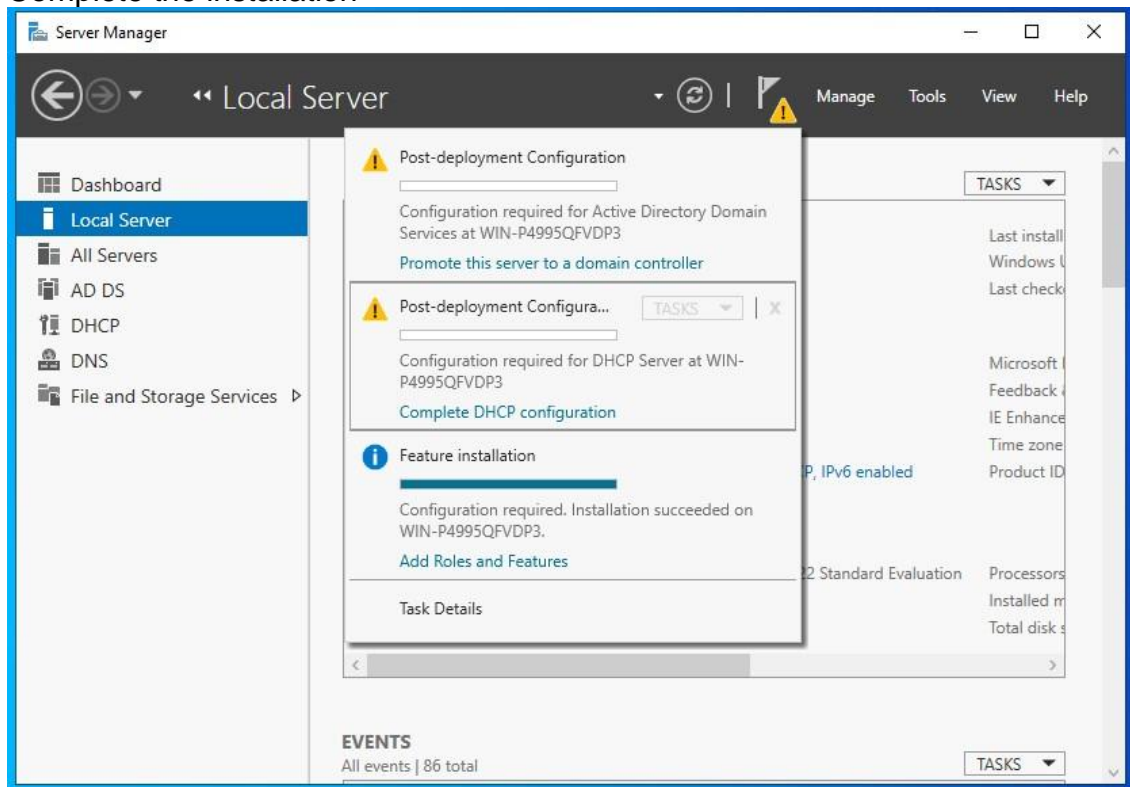 Complete the installation
Server Manager
Local Server
Manage Tools View Help
Dashboard
Local Server
All Servers
AD DS
DHCP
DNS
File and Storage Services
Post-deployment Configuration
Configuration required for Active Directory Domain
Services at WIN-P4995QFVDP3
Promote this server to a domain controller
Post-deployment Configura... TASKS X
Configuration required for DHCP Server at WIN-
P4995QFVDP3
Complete DHCP configuration
Feature installation
Configuration required. Installation succeeded on
WIN-P4995QFVDP3.
Add Roles and Features
Task Details
TASKS
Last install
Windows U
Last check
Microsoft
Feedback
IE Enhance
Time zone
P, IPv6 enabled Product ID
22 Standard Evaluation Processors
Installed m
Total disk s
EVENTS
All events | 86 total
TASKS